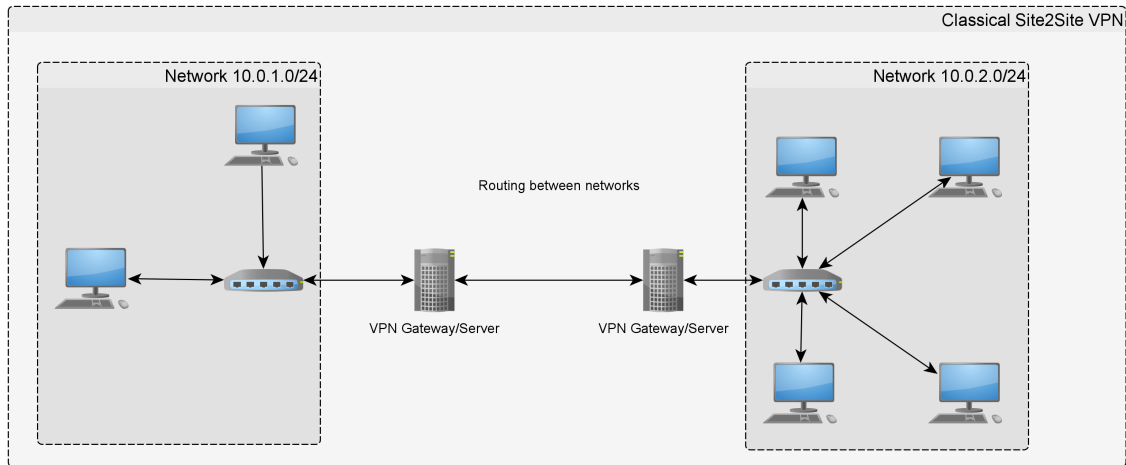 Classical Site2Site VPN
Network 10.0.1.0/24
Network 10.0.2.0/24
Routing between networks
VPN Gateway/Server
VPN Gateway/Server